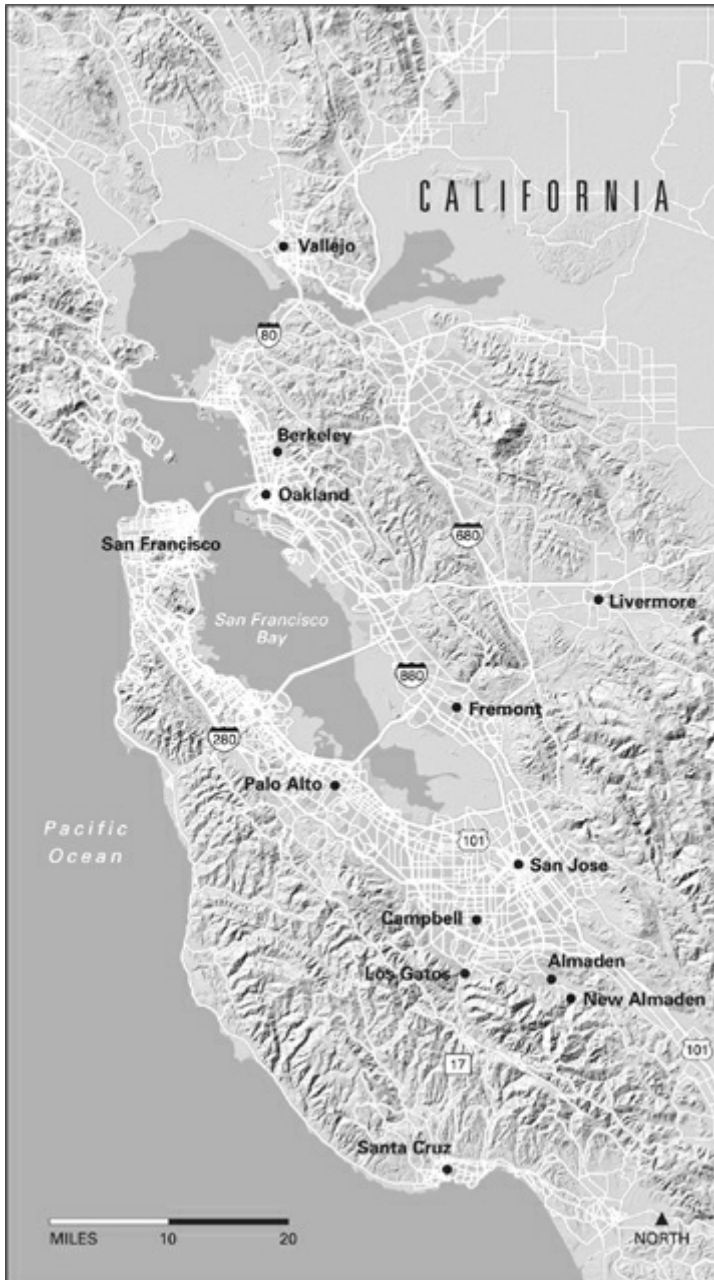 CALIFORNIA
Vallejo
80
Berkeley
Oakland
San Francisco
680
Livermore
San Francisco
Bay
880
Fremont
280
Palo Alto
Pacific
Ocean
101
San Jose
Campbell
Almaden
Los Gatos
New Almaden
101
17
Santa Cruz
MILES 10 20
NORTH